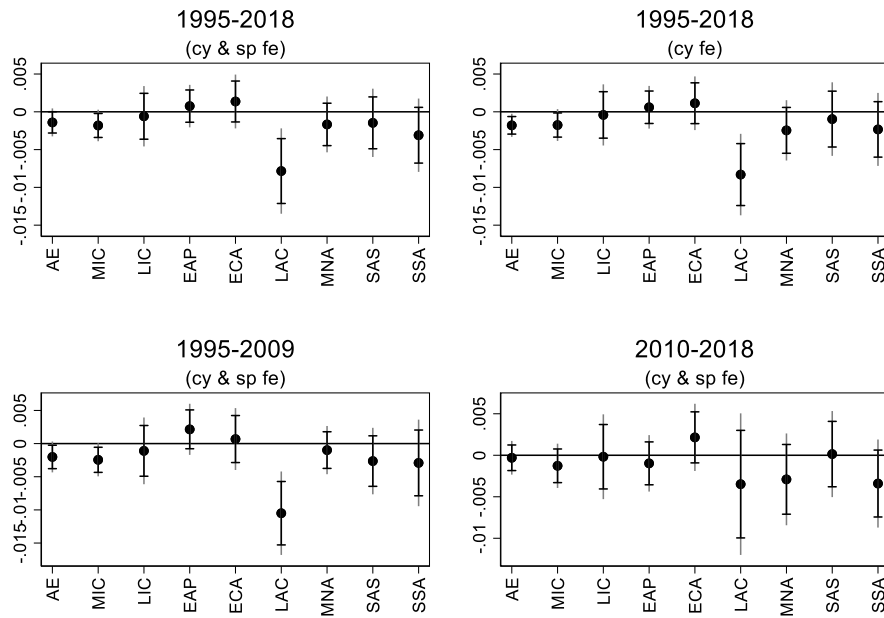 1995-2018
(cy & sp fe)
.005
0
-.005
-.01
-.015
AE MIC LIC EAP ECA LAC MNA SAS SSA
1995-2018
(cy fe)
.005
0
-.005
-.01
-.015
AE MIC LIC EAP ECA LAC MNA SAS SSA
1995-2009
(cy & sp fe)
.005
0
-.005
-.01
-.015
AE MIC LIC EAP ECA LAC MNA SAS SSA
2010-2018
(cy & sp fe)
.005
0
-.005
-.01
AE MIC LIC EAP ECA LAC MNA SAS SSA